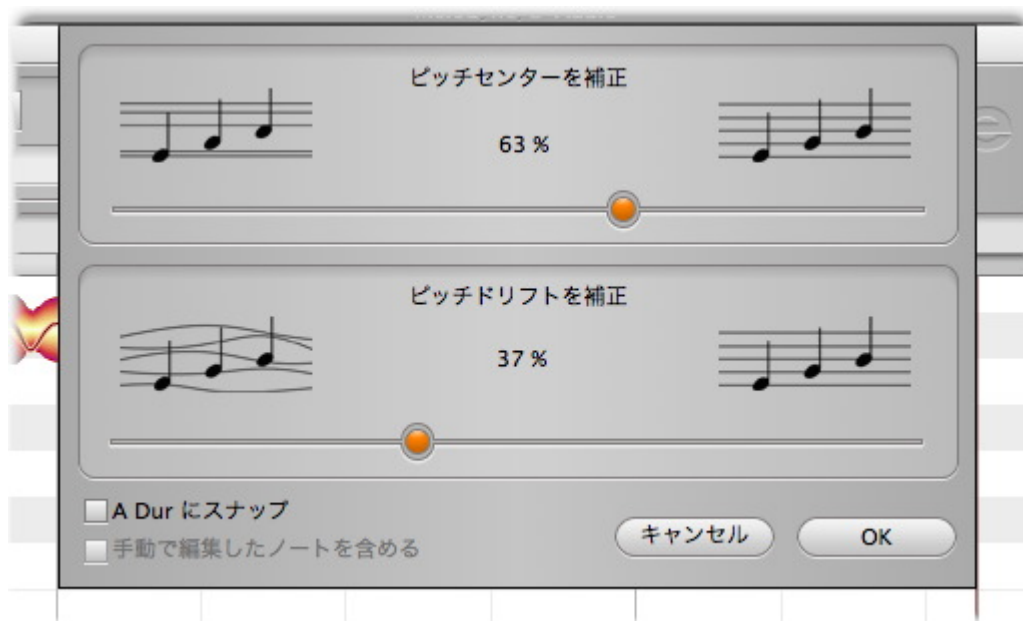 ピッチセンターを補正
63 %
ピッチドリフトを補正
37 %
A Dur にスナップ
手動で編集したノートを含める
キャンセル
OK